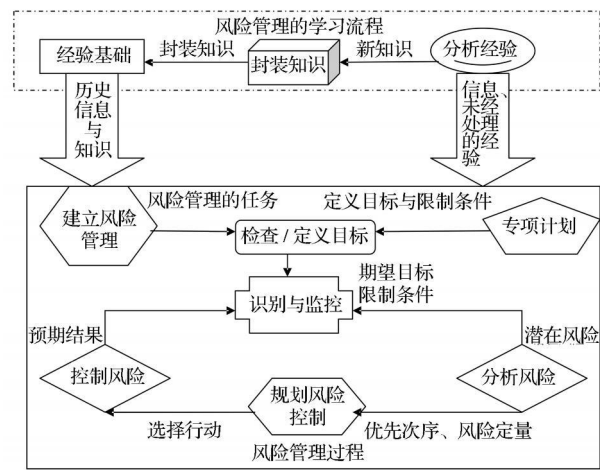 风险管理的学习流程
经验基础
封装知识
封装知识
新知识
分析经验
历史
信息
与
知识
信息、
未经
处理
的经
验
风险管理的任务
定义目标与限制条件
建立风险
管理
检查 / 定义目标
专项计划
期望目标
限制条件
识别与监控
预期结果
潜在风险
控制风险
规划风险
控制
分析风险
选择行动
优先次序、风险定量
风险管理过程